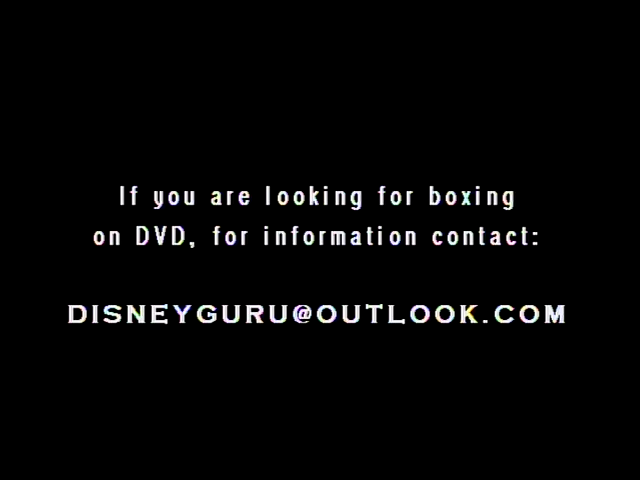 If you are looking for boxing
on DVD, for information contact:
DISNEYGURU@OUTLOOK.COM